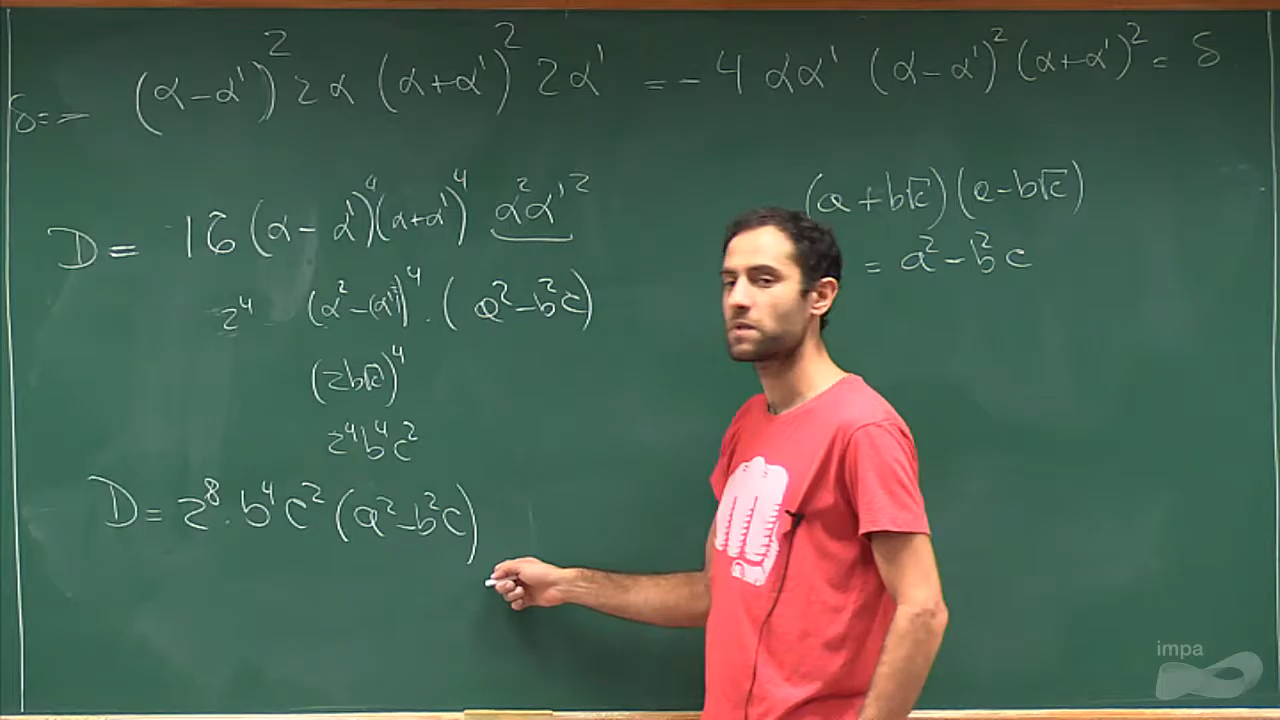 δ = − (α−α')² 2α (α+α')² 2α' = − 4 αα' (α−α')² (α+α')² = δ
D = 16 (α − α')⁴ (α+α')⁴ α²α'²
(a + b√c)(a − b√c)
= a² − b²c
2⁴ (α² − (α')²)⁴ · (a² − b²c)
(2b√c)⁴
2⁴b⁴c²
D = 2⁸ · b⁴c² (a² − b²c)
impa